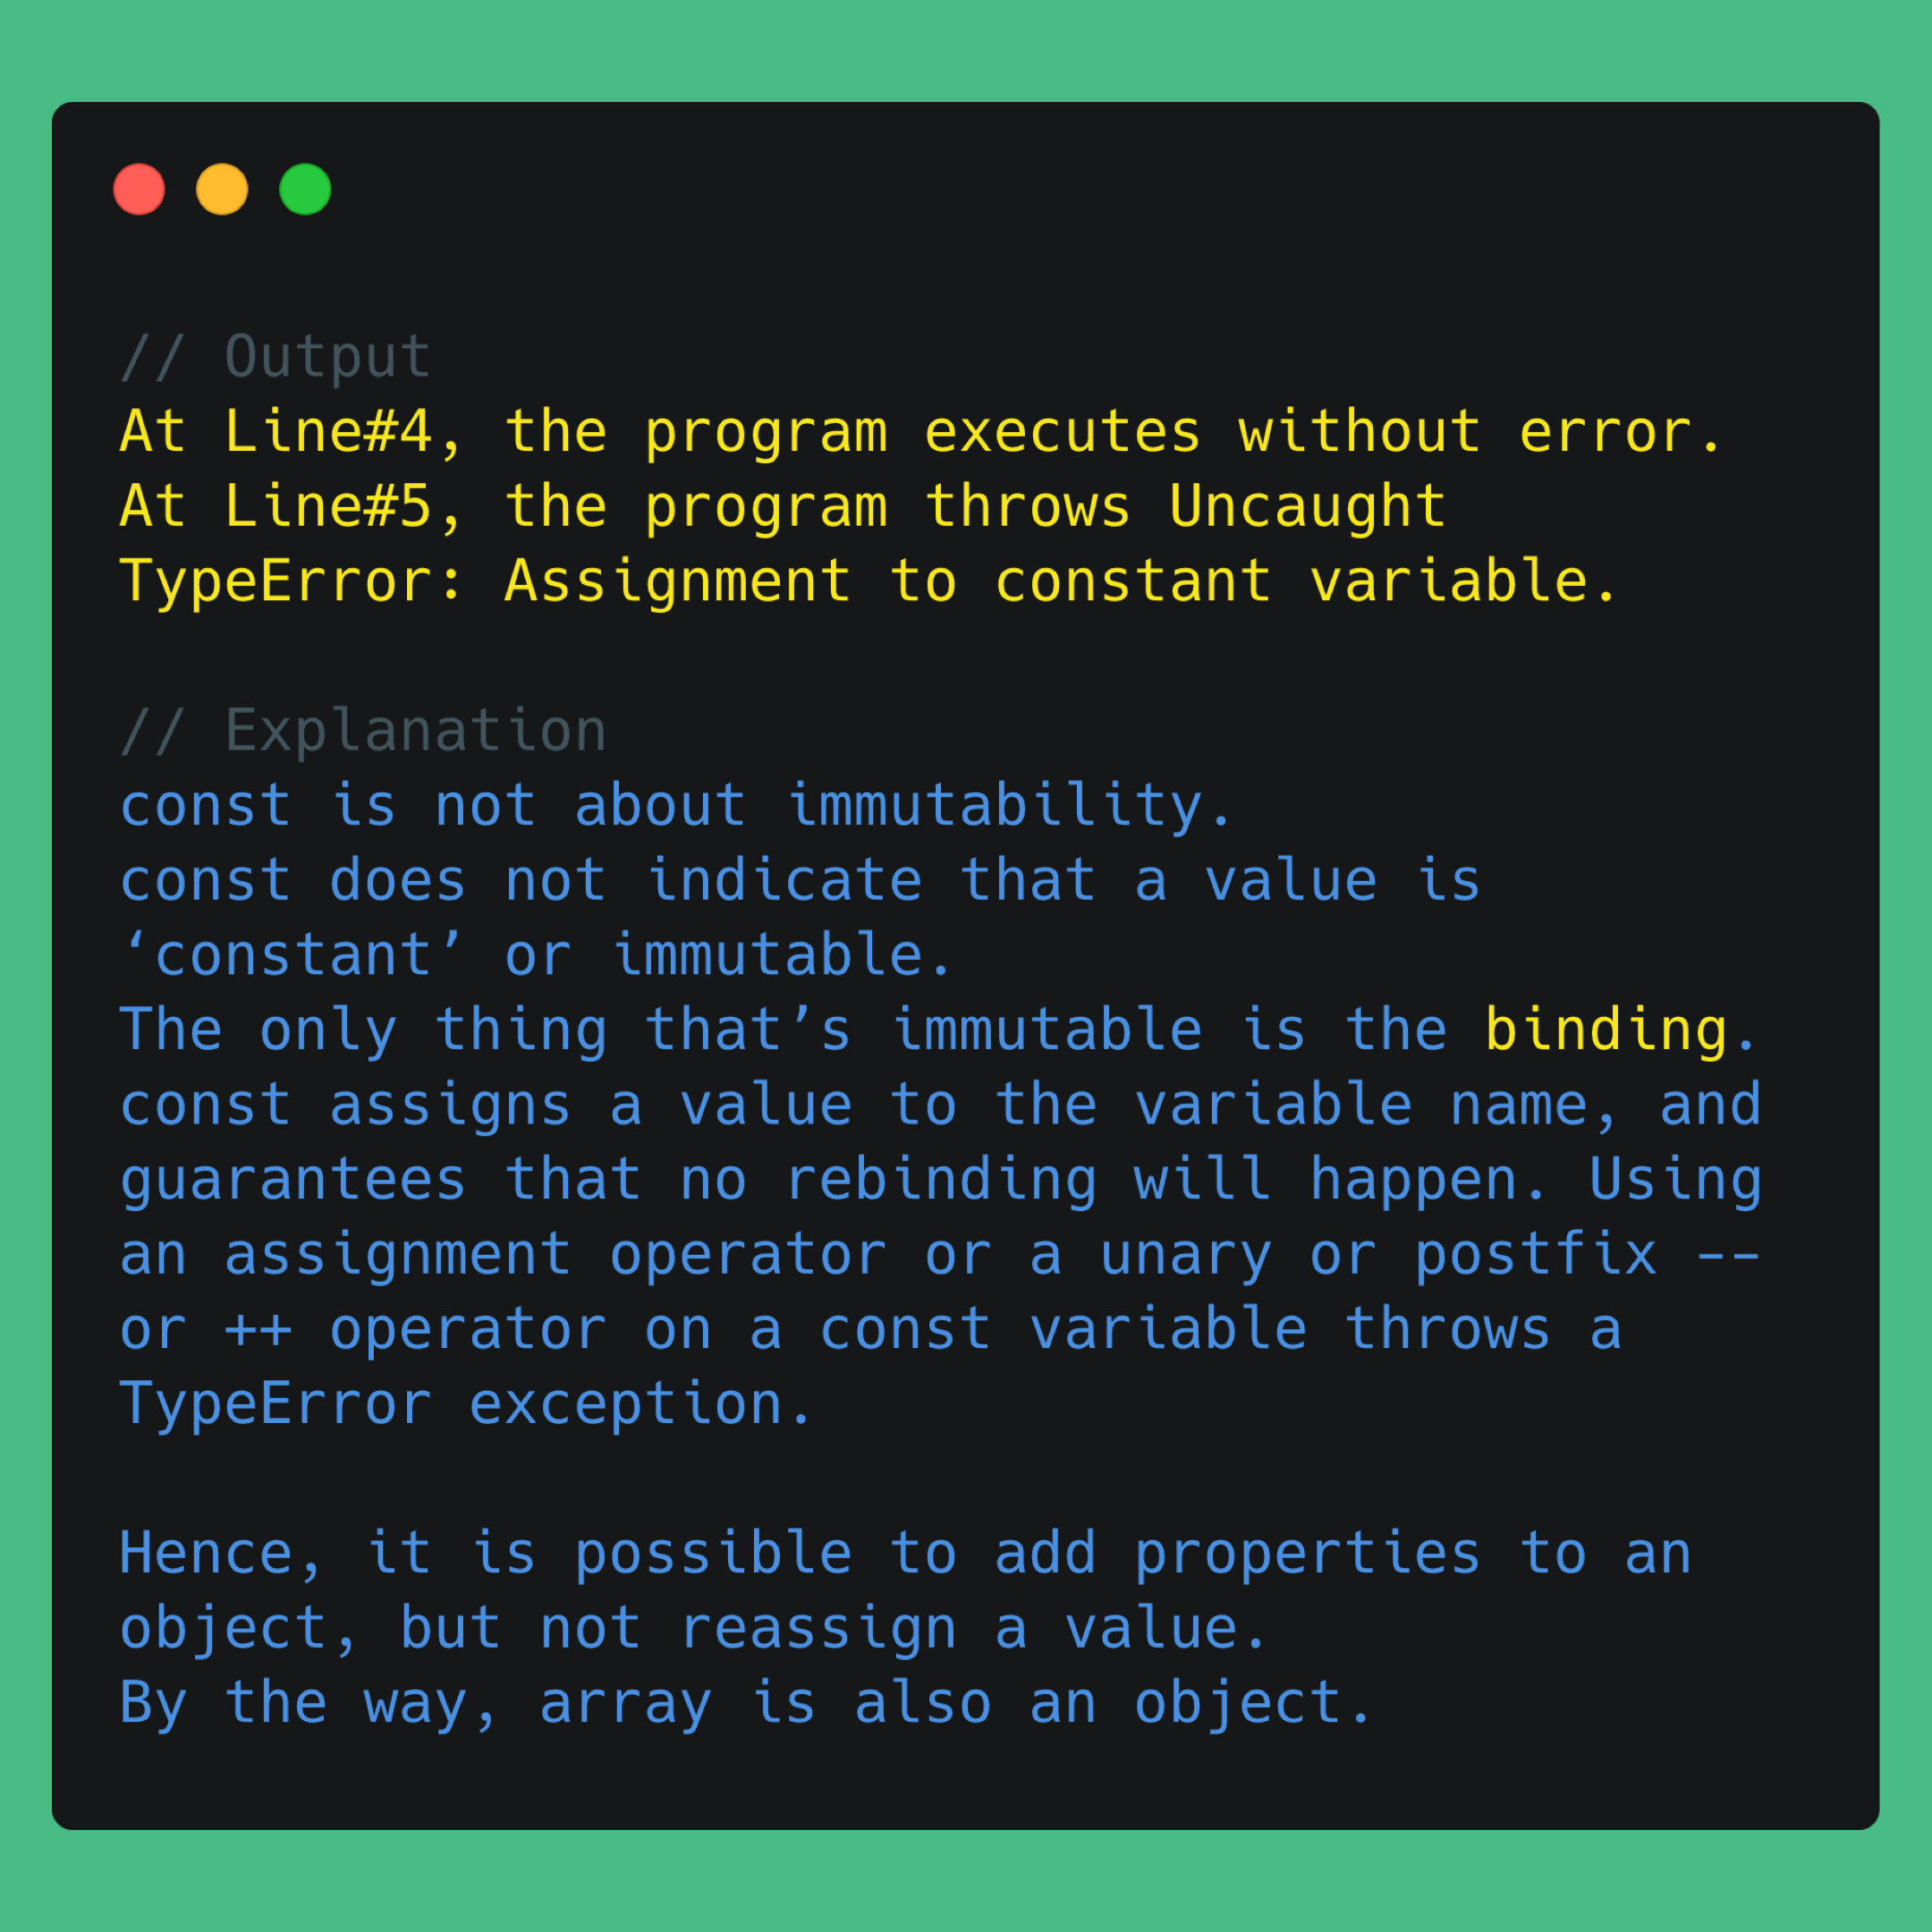 // Output
At Line#4, the program executes without error.
At Line#5, the program throws Uncaught
TypeError: Assignment to constant variable.
// Explanation
const is not about immutability.
const does not indicate that a value is
‘constant’ or immutable.
The only thing that’s immutable is the binding.
const assigns a value to the variable name, and
guarantees that no rebinding will happen. Using
an assignment operator or a unary or postfix --
or ++ operator on a const variable throws a
TypeError exception.
Hence, it is possible to add properties to an
object, but not reassign a value.
By the way, array is also an object.